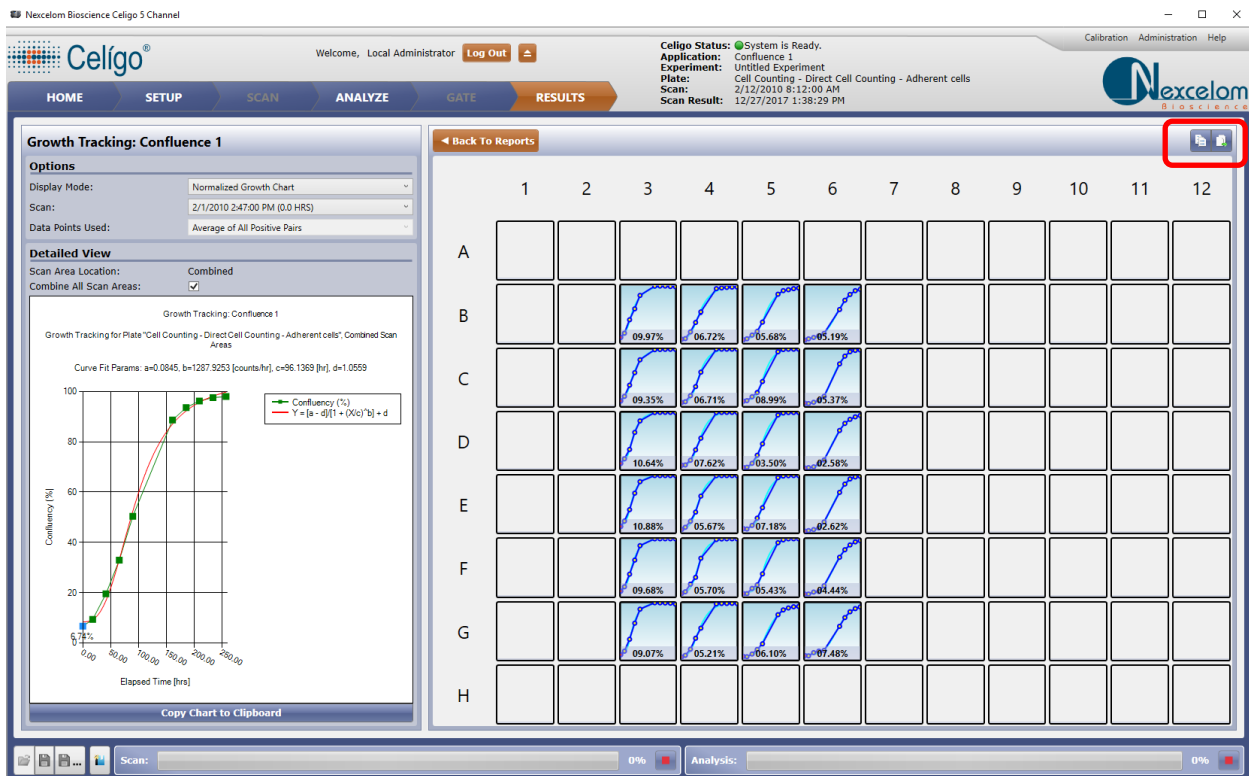 Nexcelom Bioscience Celigo 5 Channel
Calibration Administration Help
Celígo®
Welcome, Local Administrator Log Out
Celigo Status: System is Ready.
Application: Confluence 1
Experiment: Untitled Experiment
Plate: Cell Counting - Direct Cell Counting - Adherent cells
Scan: 2/12/2010 8:12:00 AM
Scan Result: 12/27/2017 1:38:29 PM
Nexcelom
Bioscience
HOME SETUP SCAN ANALYZE GATE RESULTS
Growth Tracking: Confluence 1
Options
Display Mode: Normalized Growth Chart
Scan: 2/1/2010 2:47:00 PM (0.0 HRS)
Data Points Used: Average of All Positive Pairs
Detailed View
Scan Area Location: Combined
Combine All Scan Areas:
Growth Tracking: Confluence 1
Growth Tracking for Plate "Cell Counting - Direct Cell Counting - Adherent cells", Combined Scan
Areas
Curve Fit Params: a=0.0845, b=1287.9253 [counts/hr], c=96.1369 [hr], d=1.0559
Confluency (%)
Y = [a - d]/[1 + (X/c)^b] + d
100
80
60
40
20
0
Confluency [%]
6.74%
0.00 50.00 100.00 150.00 200.00 250.00
Elapsed Time [hrs]
Copy Chart to Clipboard
Back To Reports
1 2 3 4 5 6 7 8 9 10 11 12
A
B 09.97% 06.72% 05.68% 05.19%
C 09.35% 06.71% 08.99% 05.37%
D 10.64% 07.62% 03.50% 02.58%
E 10.88% 05.67% 07.18% 02.62%
F 09.68% 05.70% 05.43% 04.44%
G 09.07% 05.21% 06.10% 07.48%
H
Scan: 0% Analysis: 0%